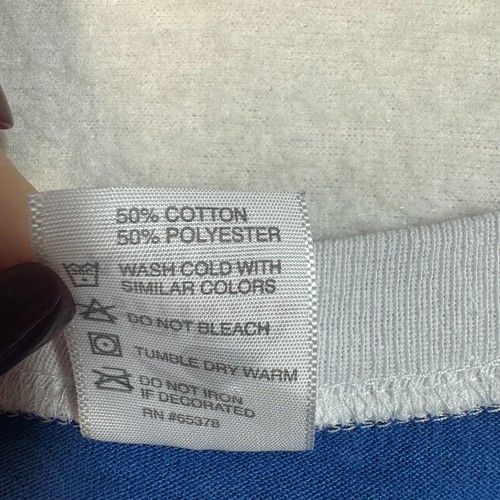 50% COTTON
50% POLYESTER
WASH COLD WITH
SIMILAR COLORS
DO NOT BLEACH
TUMBLE DRY WARM
DO NOT IRON
IF DECORATED
RN #65378